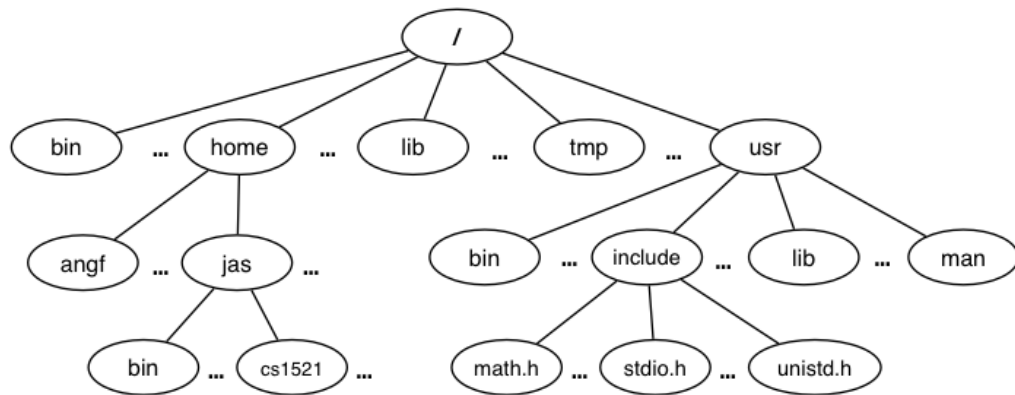 /
bin ... home ... lib ... tmp ... usr
angf ... jas ... bin ... include ... lib ... man
bin ... cs1521 ... math.h ... stdio.h ... unistd.h